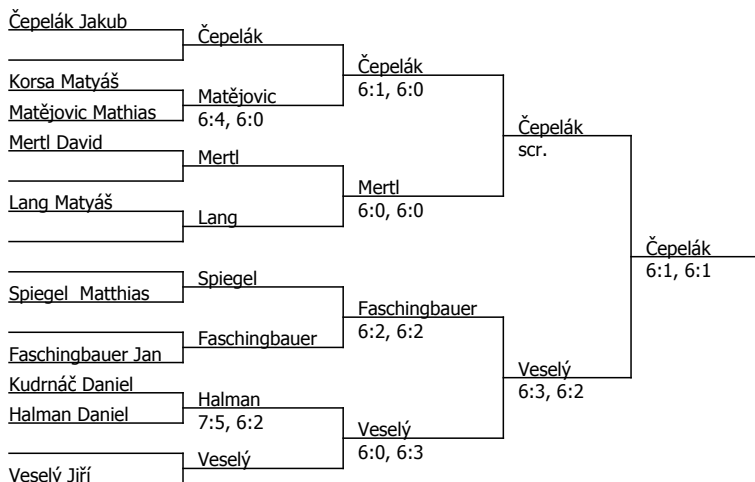 Čepelák Jakub
Čepelák
Korsa Matyáš
Čepelák
6:1, 6:0
Matějovic Mathias
Matějovic
6:4, 6:0
Mertl David
Čepelák
scr.
Mertl
Lang Matyáš
Mertl
6:0, 6:0
Lang
Čepelák
6:1, 6:1
Spiegel  Matthias
Spiegel
Faschingbauer
6:2, 6:2
Faschingbauer Jan
Faschingbauer
Kudrnáč Daniel
Veselý
6:3, 6:2
Halman Daniel
Halman
7:5, 6:2
Veselý
6:0, 6:3
Veselý
Veselý Jiří